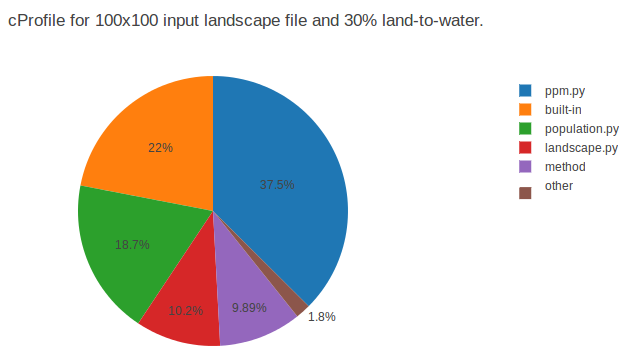 cProfile for 100x100 input landscape file and 30% land-to-water.
ppm.py
built-in
population.py
landscape.py
method
other
22%
37.5%
18.7%
10.2%
9.89%
1.8%